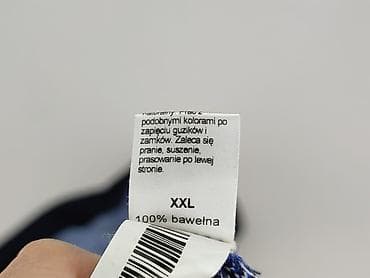 podobnymi kolorami po
zapięciu guzików i
zamków. Zaleca się
pranie, suszenie,
prasowanie po lewej
stronie.
XXL
100% bawełna